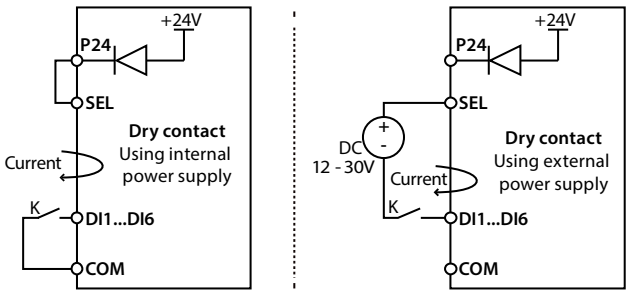 +24V
P24
SEL
Dry contact
Using internal
power supply
Current
K
DI1...DI6
COM
+24V
P24
SEL
+
-
DC
12 - 30V
Dry contact
Using external
power supply
Current
K
DI1...DI6
COM